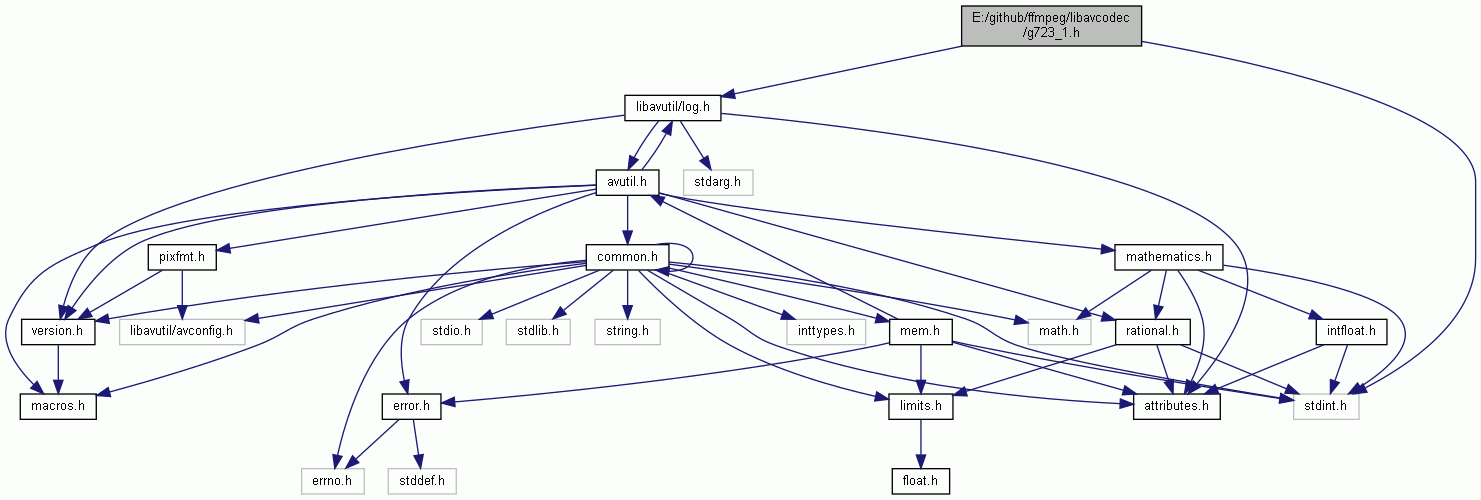 E:/github/ffmpeg/libavcodec
/g723_1.h
libavutil/log.h
avutil.h
stdarg.h
pixfmt.h
common.h
mathematics.h
version.h
libavutil/avconfig.h
stdio.h
stdlib.h
string.h
inttypes.h
mem.h
math.h
rational.h
intfloat.h
macros.h
error.h
limits.h
attributes.h
stdint.h
errno.h
stddef.h
float.h